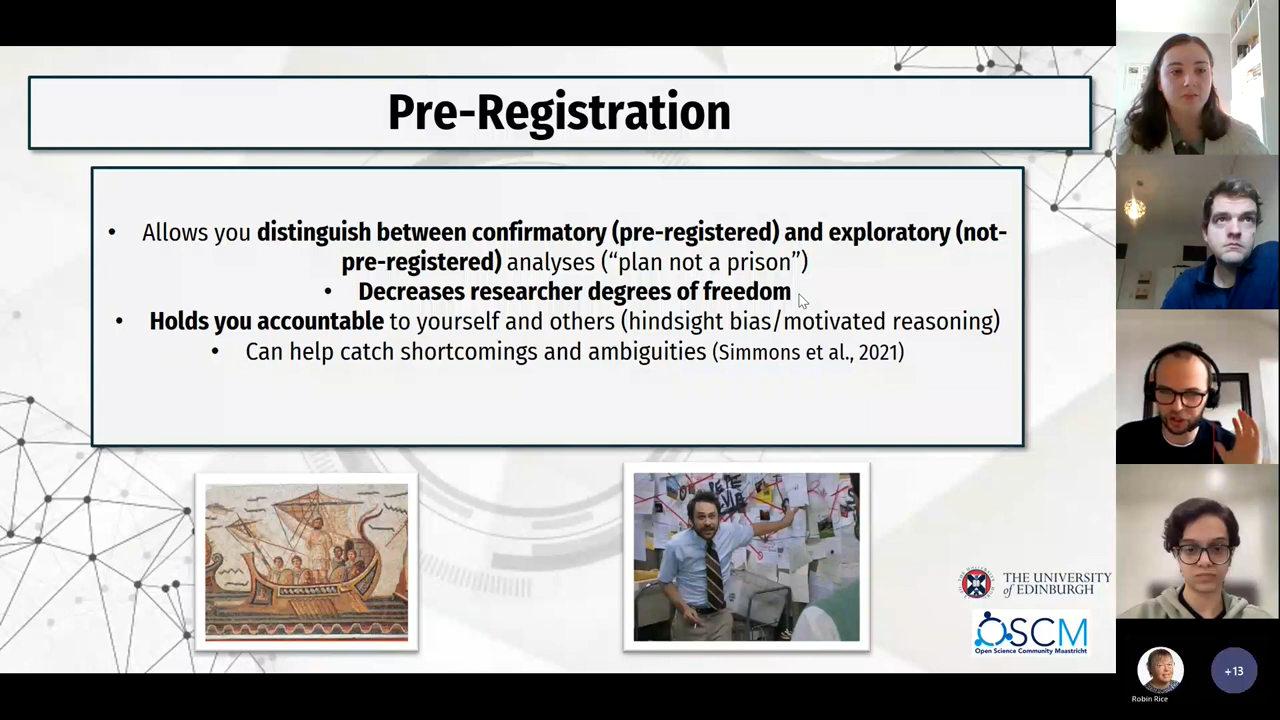 Pre-Registration
• Allows you distinguish between confirmatory (pre-registered) and exploratory (not-
pre-registered) analyses (“plan not a prison”)
• Decreases researcher degrees of freedom
• Holds you accountable to yourself and others (hindsight bias/motivated reasoning)
• Can help catch shortcomings and ambiguities (Simmons et al., 2021)
THE UNIVERSITY
of EDINBURGH
OSCM
Open Science Community Maastricht
Robin Rice
+13